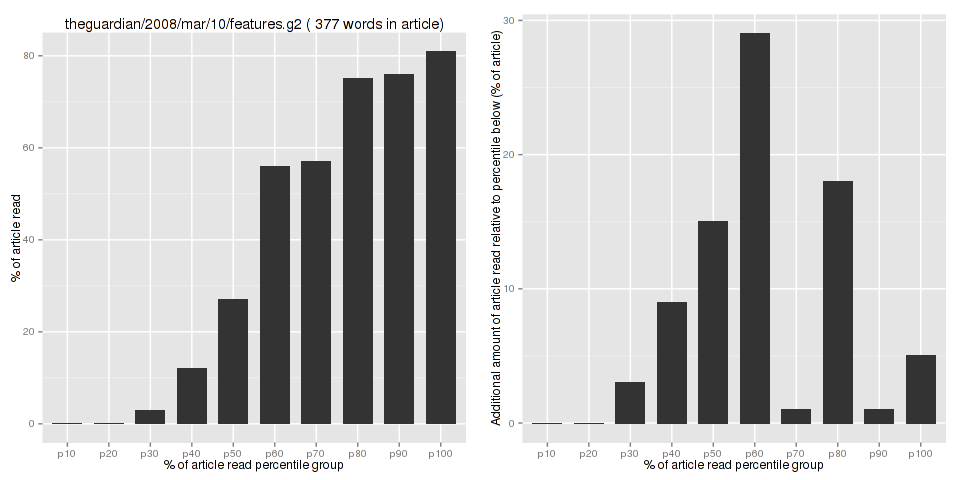 theguardian/2008/mar/10/features.g2 ( 377 words in article)
% of article read
80
60
40
20
0
p10 p20 p30 p40 p50 p60 p70 p80 p90 p100
% of article read percentile group
Additional amount of article read relative to percentile below (% of article)
30
20
10
0
p10 p20 p30 p40 p50 p60 p70 p80 p90 p100
% of article read percentile group